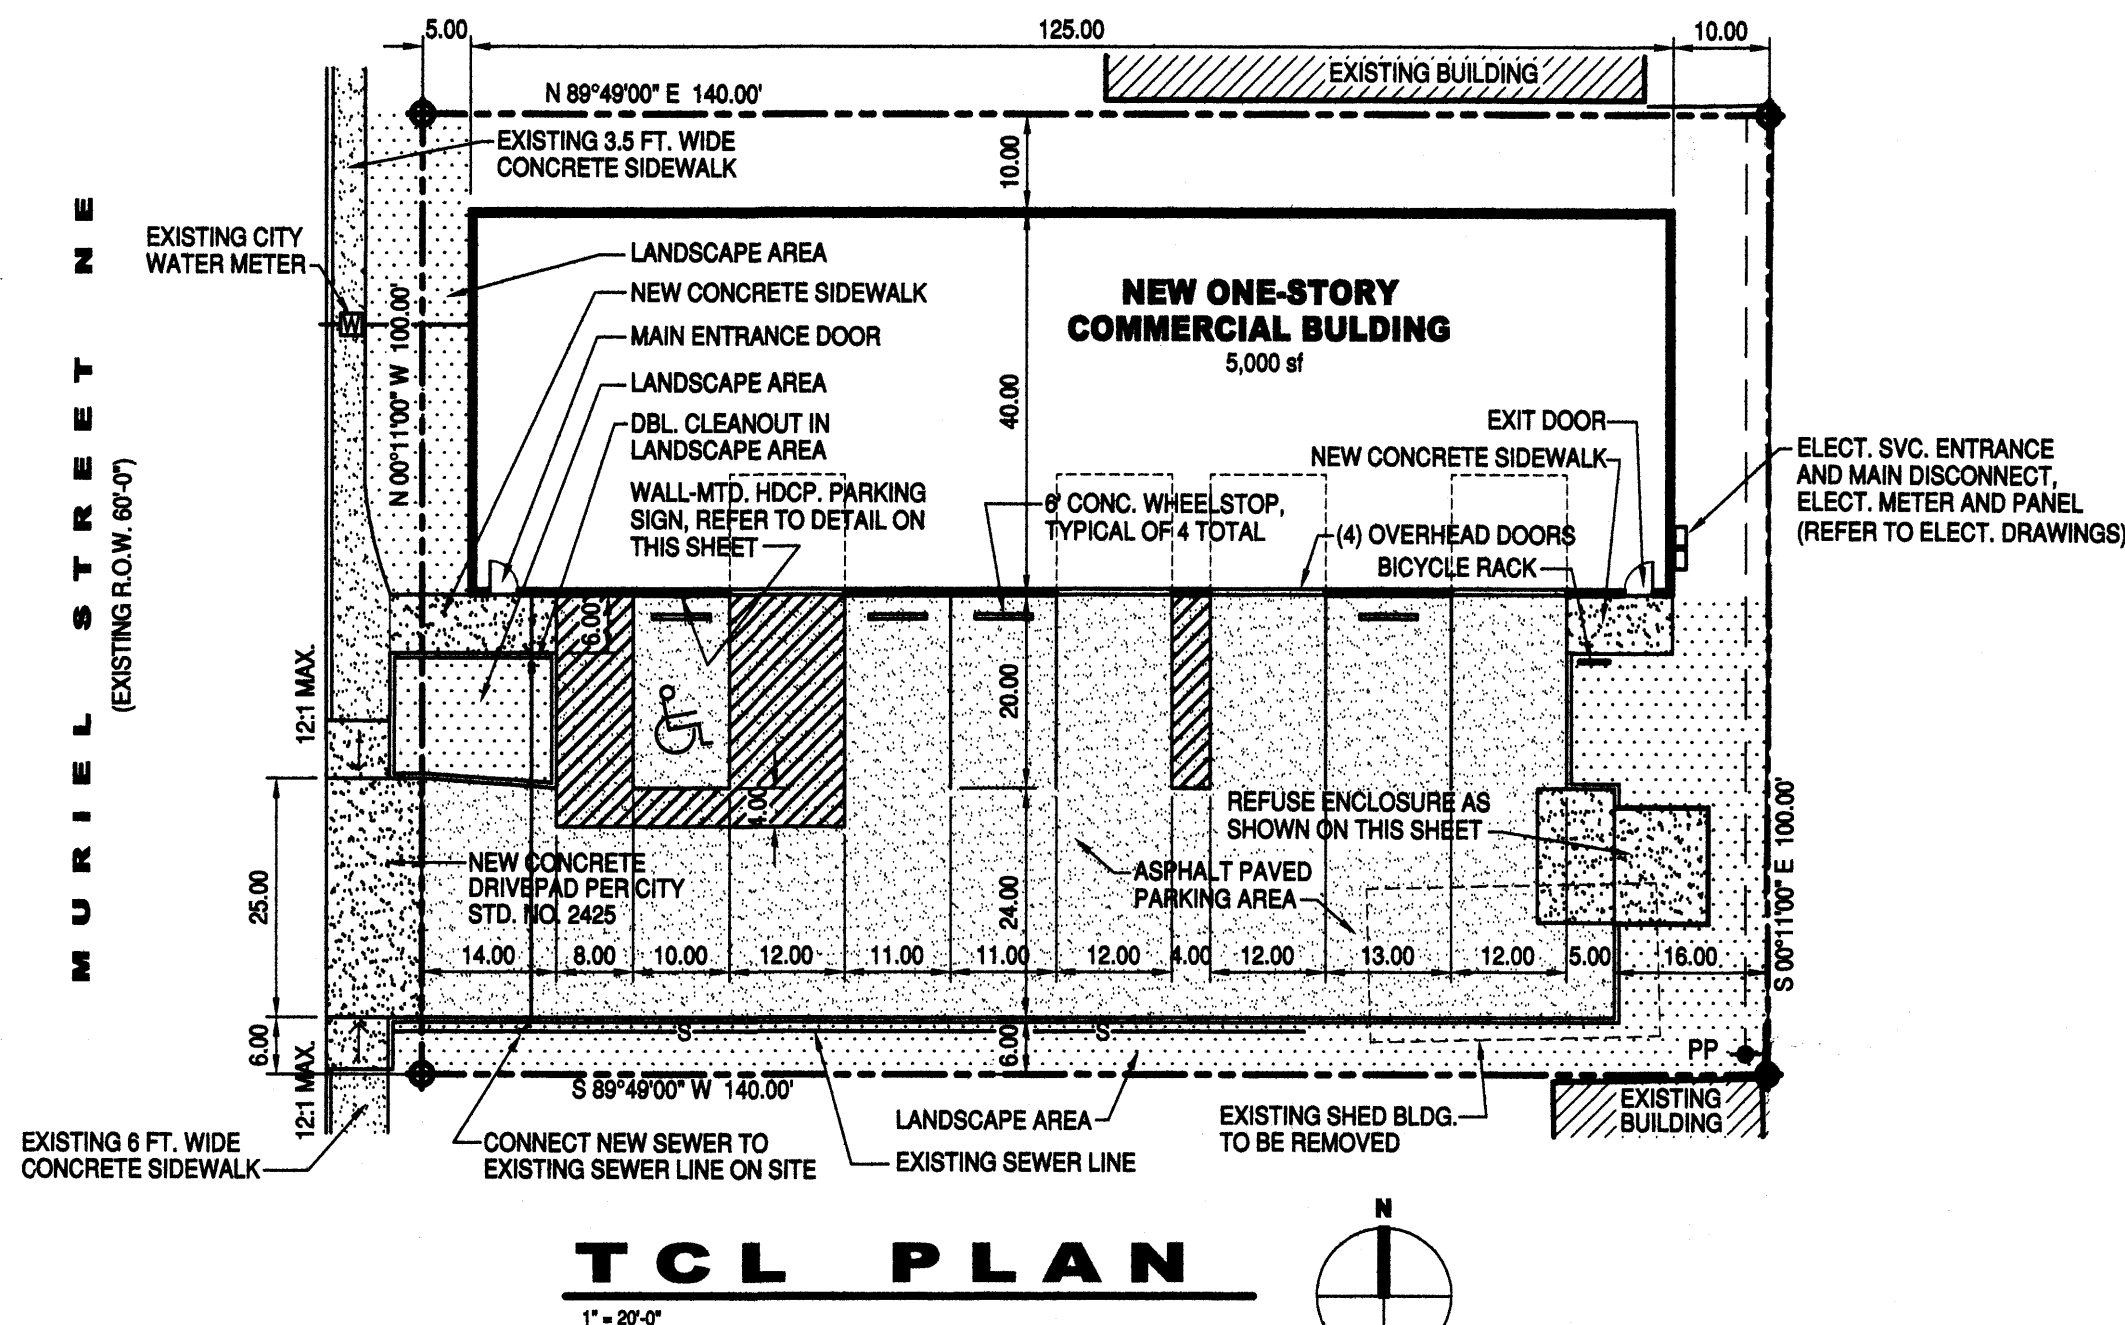 5.00
125.00
10.00
EXISTING BUILDING
N 89°49'00" E 140.00'
EXISTING 3.5 FT. WIDE
CONCRETE SIDEWALK
10.00
MURIEL STREET NE
(EXISTING R.O.W. 60'-0")
EXISTING CITY
WATER METER
W
N 00°11'00" W 100.00'
LANDSCAPE AREA
NEW CONCRETE SIDEWALK
MAIN ENTRANCE DOOR
LANDSCAPE AREA
DBL. CLEANOUT IN
LANDSCAPE AREA
WALL-MTD. HDCP. PARKING
SIGN, REFER TO DETAIL ON
THIS SHEET
NEW ONE-STORY
COMMERCIAL BULDING
5,000 sf
40.00
6' CONC. WHEELSTOP,
TYPICAL OF 4 TOTAL
EXIT DOOR
NEW CONCRETE SIDEWALK
(4) OVERHEAD DOORS
BICYCLE RACK
ELECT. SVC. ENTRANCE
AND MAIN DISCONNECT,
ELECT. METER AND PANEL
(REFER TO ELECT. DRAWINGS)
12:1 MAX.
6.00
20.00
4.00
REFUSE ENCLOSURE AS
SHOWN ON THIS SHEET
NEW CONCRETE
DRIVEPAD PER CITY
STD. NO. 2425
25.00
24.00
ASPHALT PAVED
PARKING AREA
S 00°11'00" E 100.00'
14.00
8.00
10.00
12.00
11.00
11.00
12.00
4.00
12.00
13.00
12.00
5.00
16.00
6.00
12:1 MAX.
S
S
6.00
PP
S 89°49'00" W 140.00'
EXISTING
BUILDING
LANDSCAPE AREA
EXISTING SHED BLDG.
TO BE REMOVED
EXISTING 6 FT. WIDE
CONCRETE SIDEWALK
CONNECT NEW SEWER TO
EXISTING SEWER LINE ON SITE
EXISTING SEWER LINE
N
TCL PLAN
1" = 20'-0"